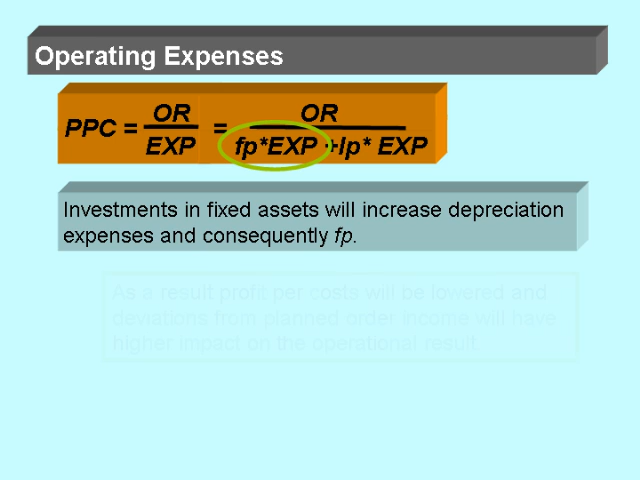 Operating Expenses
PPC = OR / EXP = OR / fp*EXP +lp* EXP
Investments in fixed assets will increase depreciation
expenses and consequently fp.
As a result profit per costs will be lowered and
deviations from planned order income will have
higher impact on the operational result.